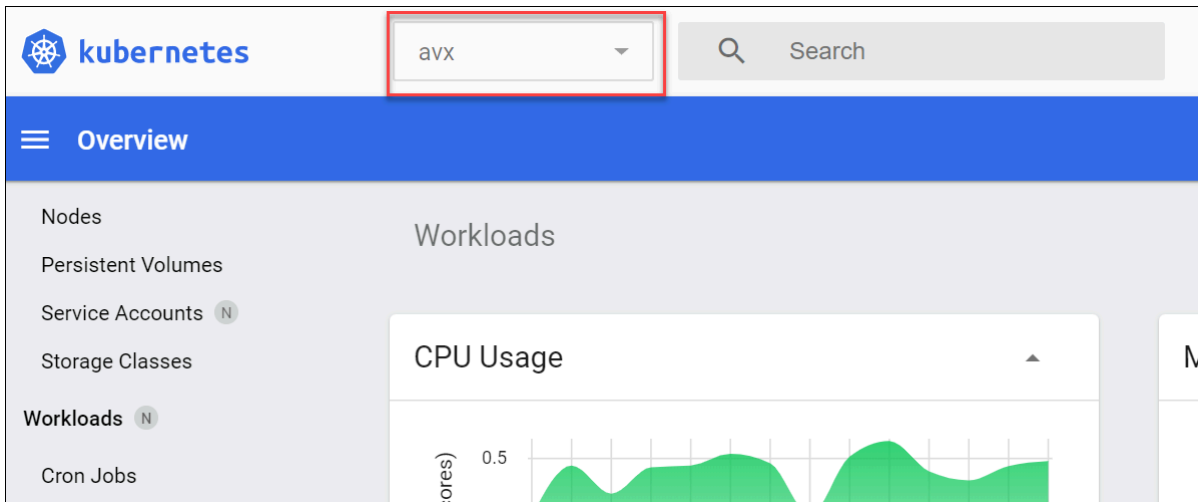 kubernetes
avx
Search
Overview
Nodes
Persistent Volumes
Service Accounts N
Storage Classes
Workloads N
Cron Jobs
Workloads
CPU Usage
0.5